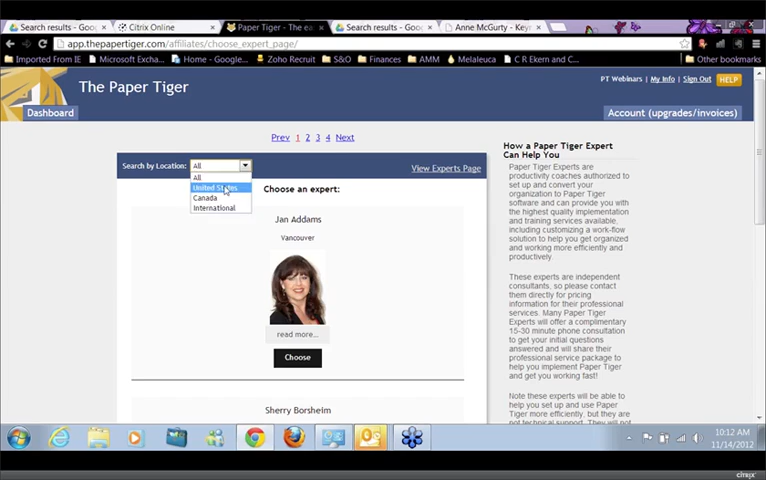 Search results - goo
Citrix Online
The Paper Tiger - The ea
Search results - goo
Anne McGurty - Keyn
app.thepapertiger.com/affiliates/choose_expert_page/
Imported From IE
Microsoft Excha...
Home - Google...
Zoho Recruit
S&O
Finances
AMM
Melaleuca
C R Ekern and C...
Other bookmarks
The Paper Tiger
PT Webinars | My Info | Sign Out
HELP
Dashboard
Account (upgrades/invoices)
Prev 1 2 3 4 Next
Search by Location:
All
View Experts Page
All
United States
Canada
International
Choose an expert:
Jan Addams
Vancouver
read more...
Choose
Sherry Borsheim
How a Paper Tiger Expert
Can Help You
Paper Tiger Experts are
productivity coaches authorized to
set up and convert your
organization to Paper Tiger
software and can provide you with
the highest quality implementation
and training services available,
including customizing a work-flow
solution to help you get organized
and working more efficiently and
productively.
These experts are independent
consultants, so please contact
them directly for pricing
information for their professional
services. Many Paper Tiger
Experts will offer a complimentary
15-30 minute phone consultation
to get your initial questions
answered and will share their
professional service package to
help you implement Paper Tiger
and get you working fast!
Note these experts will be able to
help you set up and use Paper
Tiger more efficiently, but they are
not technical support. They will not
10:12 AM
11/14/2012
citrix